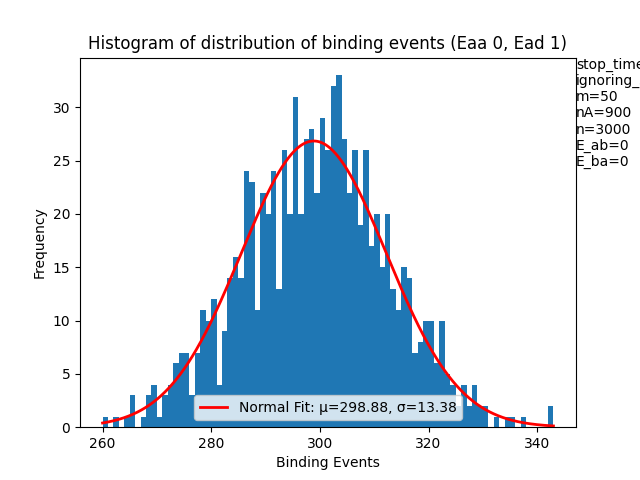 Histogram of distribution of binding events (Eaa 0, Ead 1)
stop_time
ignoring_
m=50
nA=900
n=3000
E_ab=0
E_ba=0
Frequency
30
25
20
15
10
5
0
Normal Fit: μ=298.88, σ=13.38
260 280 300 320 340
Binding Events